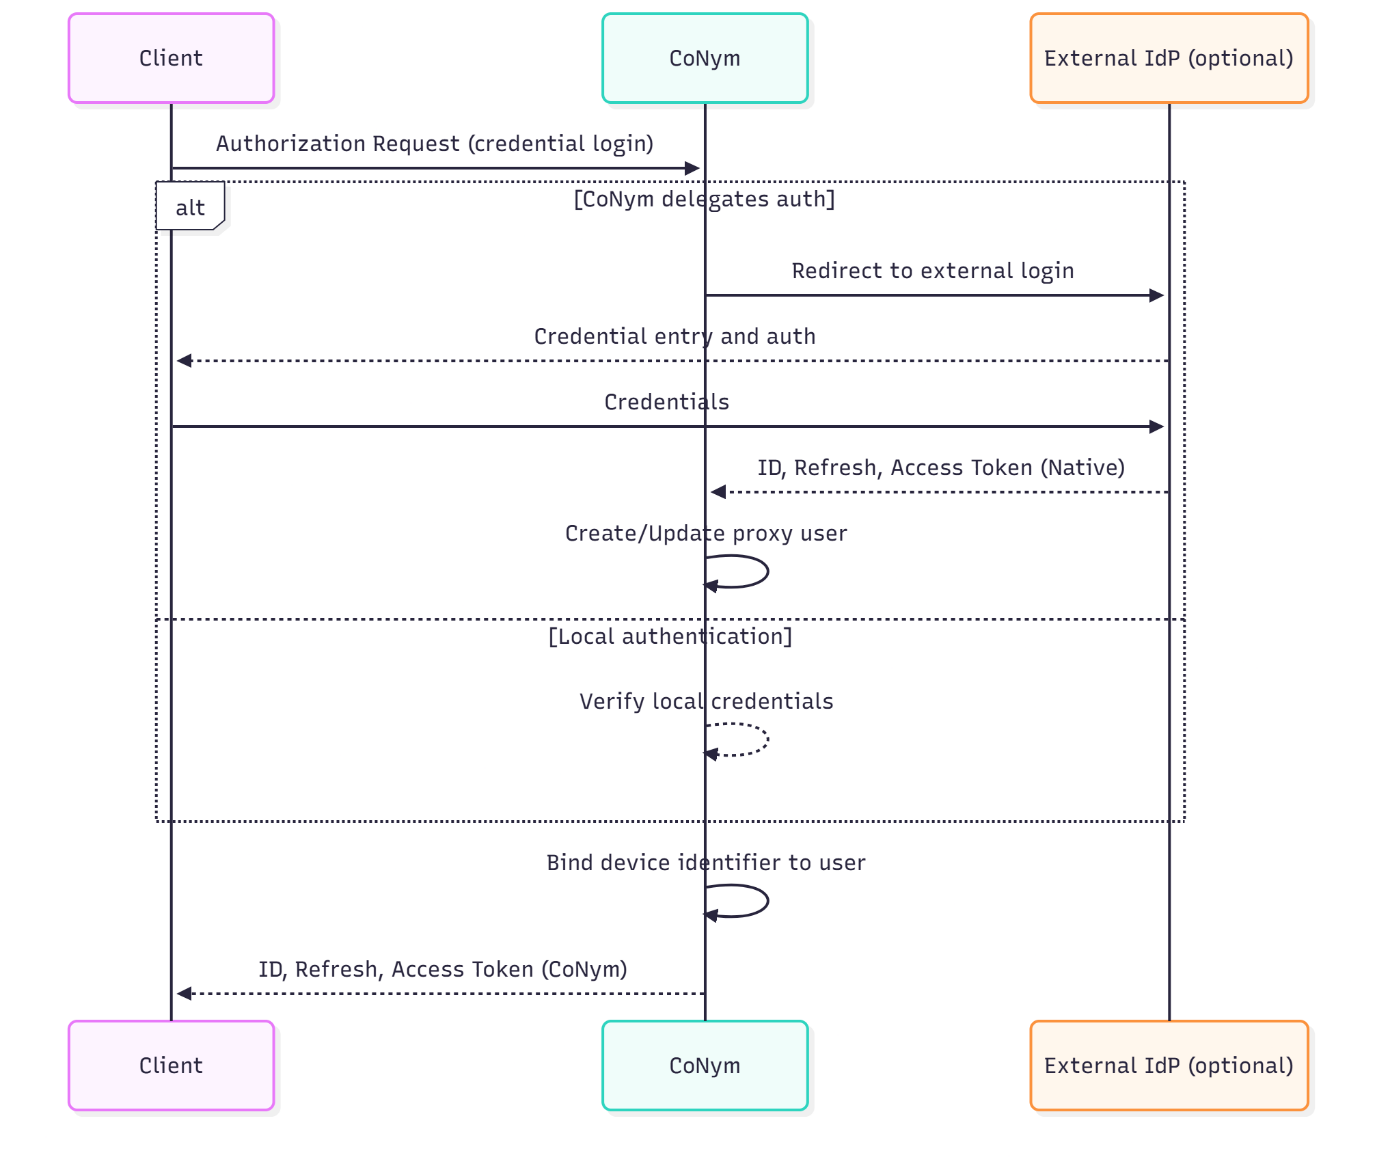 Client
CoNym
External IdP (optional)
Authorization Request (credential login)
alt
[CoNym delegates auth]
Redirect to external login
Credential entry and auth
Credentials
ID, Refresh, Access Token (Native)
Create/Update proxy user
[Local authentication]
Verify local credentials
Bind device identifier to user
ID, Refresh, Access Token (CoNym)
Client
CoNym
External IdP (optional)